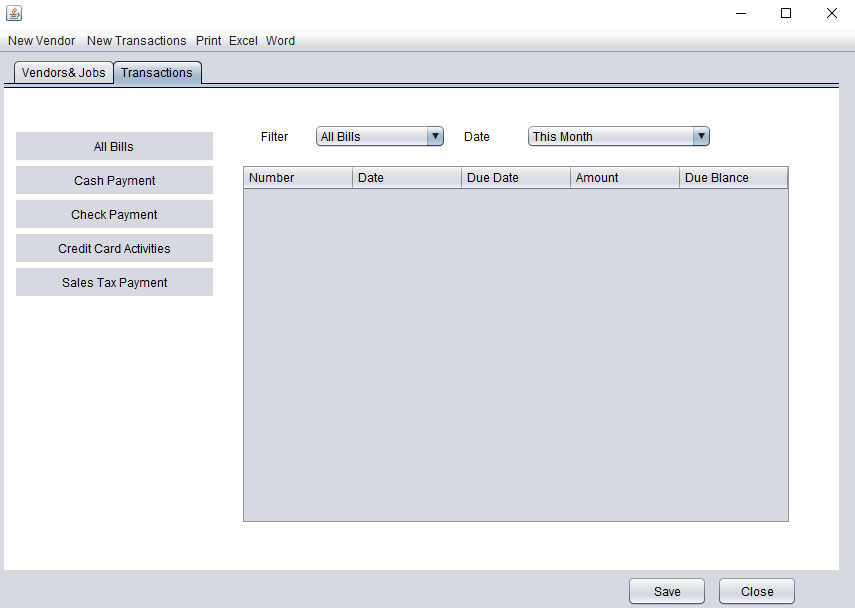 New Vendor New Transactions Print Excel Word
Vendors& Jobs Transactions
Filter All Bills Date This Month
All Bills
Cash Payment
Check Payment
Credit Card Activities
Sales Tax Payment
Number Date Due Date Amount Due Blance
Save Close